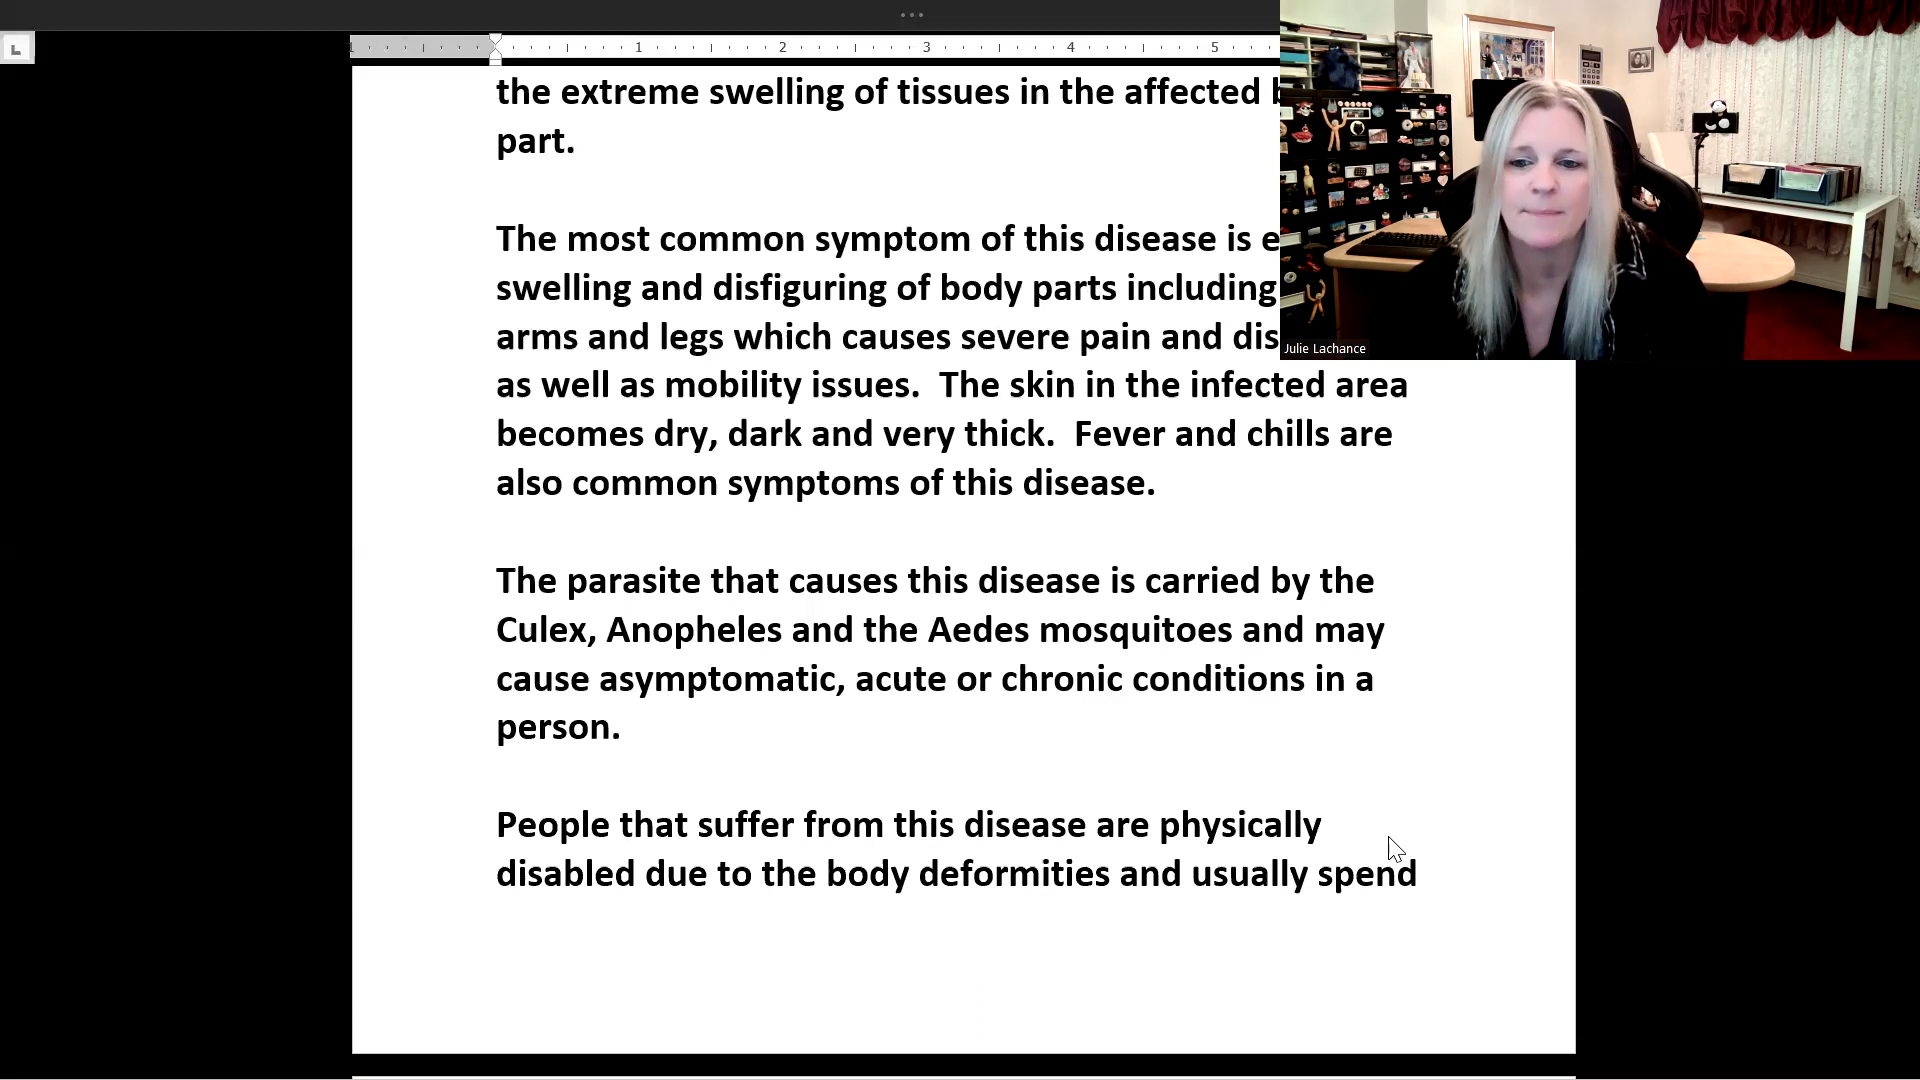 1 1 2 3 4 5
the extreme swelling of tissues in the affected
part.
The most common symptom of this disease is
swelling and disfiguring of body parts including
arms and legs which causes severe pain and
as well as mobility issues. The skin in the infected area
becomes dry, dark and very thick. Fever and chills are
also common symptoms of this disease.
The parasite that causes this disease is carried by the
Culex, Anopheles and the Aedes mosquitoes and may
cause asymptomatic, acute or chronic conditions in a
person.
People that suffer from this disease are physically
disabled due to the body deformities and usually spend
Julie Lachance